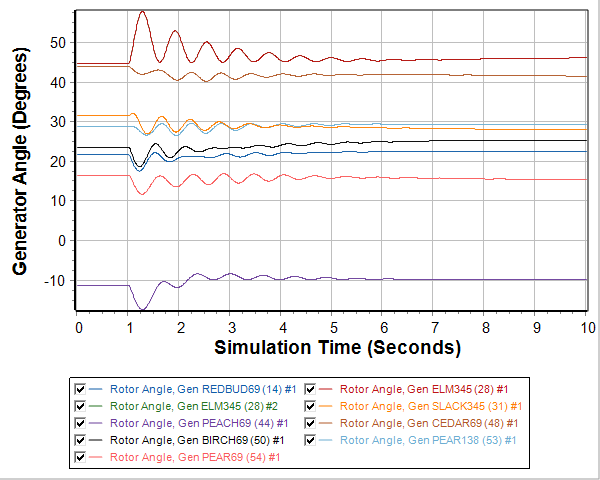 Generator Angle (Degrees)
50
40
30
20
10
0
-10
0 1 2 3 4 5 6 7 8 9 10
Simulation Time (Seconds)
Rotor Angle, Gen REDBUD69 (14) #1 Rotor Angle, Gen ELM345 (28) #1
Rotor Angle, Gen ELM345 (28) #2 Rotor Angle, Gen SLACK345 (31) #1
Rotor Angle, Gen PEACH69 (44) #1 Rotor Angle, Gen CEDAR69 (48) #1
Rotor Angle, Gen BIRCH69 (50) #1 Rotor Angle, Gen PEAR138 (53) #1
Rotor Angle, Gen PEAR69 (54) #1